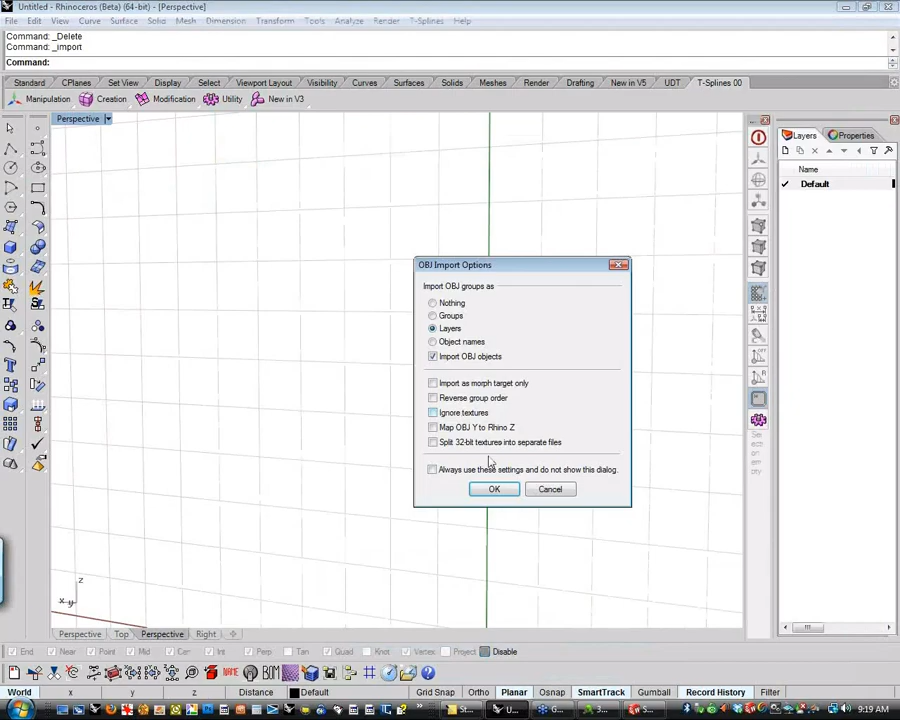 Untitled - Rhinoceros (Beta) (64-bit) - [Perspective]
File Edit View Curve Surface Solid Mesh Dimension Transform Tools Analyze Render T-Splines Help
Command: _Delete
Command: _Import
Command:
Standard CPlanes Set View Display Select Viewport Layout Visibility Curves Surfaces Solids Meshes Render Drafting New in V5 UDT T-Splines 00
Manipulation Creation Modification Utility New in V3
Perspective
Layers Properties
Name
Default
OBJ Import Options
Import OBJ groups as
Nothing
Groups
Layers
Object names
Import OBJ objects
Import as morph target only
Reverse group order
Ignore textures
Map OBJ Y to Rhino Z
Split 32-bit textures into separate files
Always use these settings and do not show this dialog.
OK Cancel
z
x y
Perspective Top Perspective Right
End Near Point Mid Cen Int Perp Tan Quad Knot Vertex Project Disable
NAME BOM
World x y z Distance Default Grid Snap Ortho Planar Osnap SmartTrack Gumball Record History Filter
9:19 AM